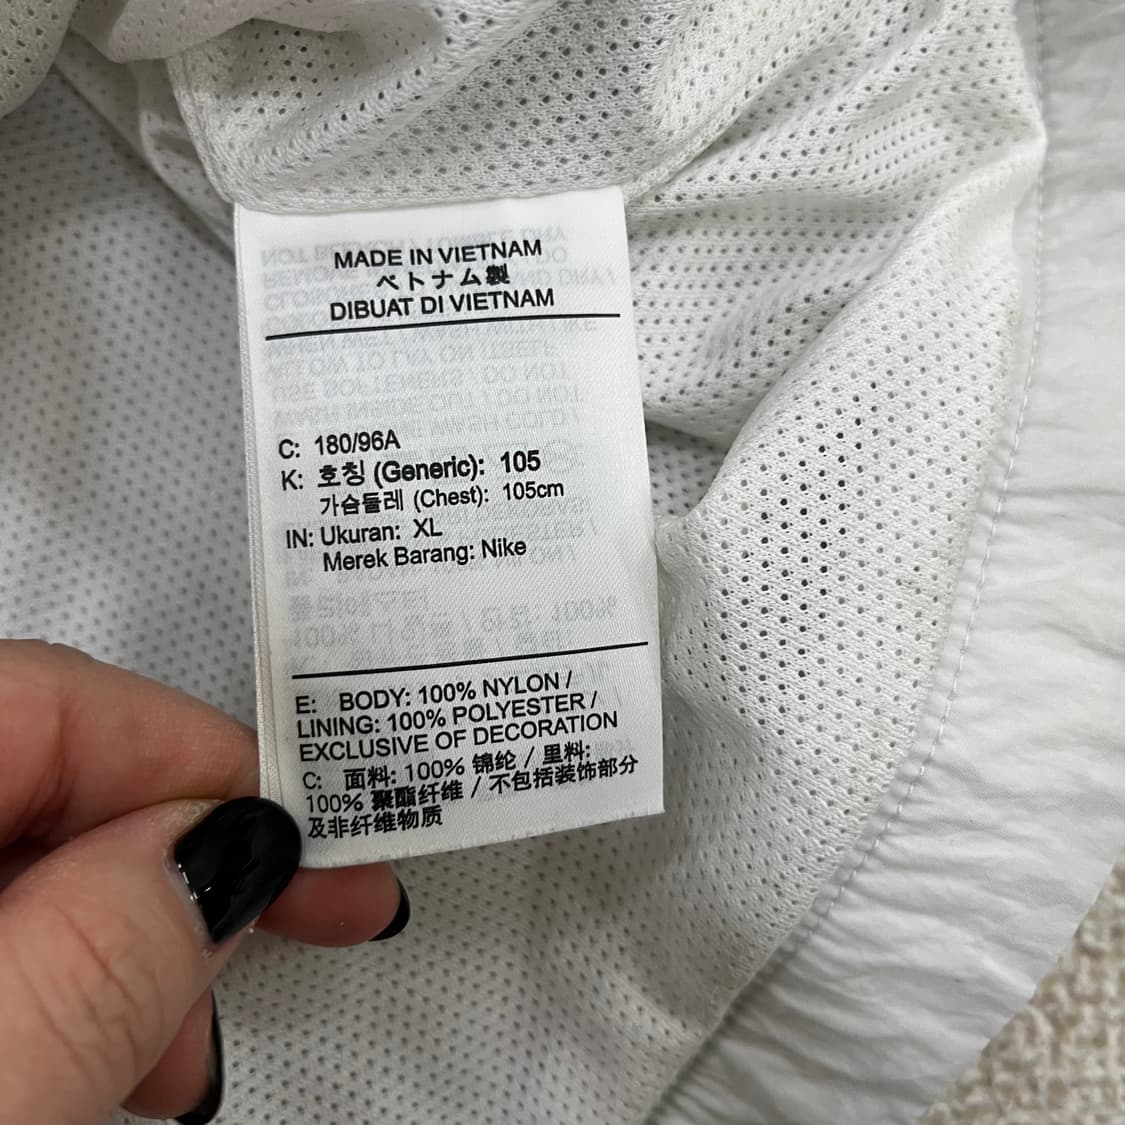 MADE IN VIETNAM
ベトナム製
DIBUAT DI VIETNAM
C: 180/96A
K: 호칭 (Generic): 105
가슴둘레 (Chest): 105cm
IN: Ukuran: XL
Merek Barang: Nike
E: BODY: 100% NYLON /
LINING: 100% POLYESTER /
EXCLUSIVE OF DECORATION
C: 面料: 100% 锦纶 / 里料:
100% 聚酯纤维 / 不包括装饰部分
及非纤维物质